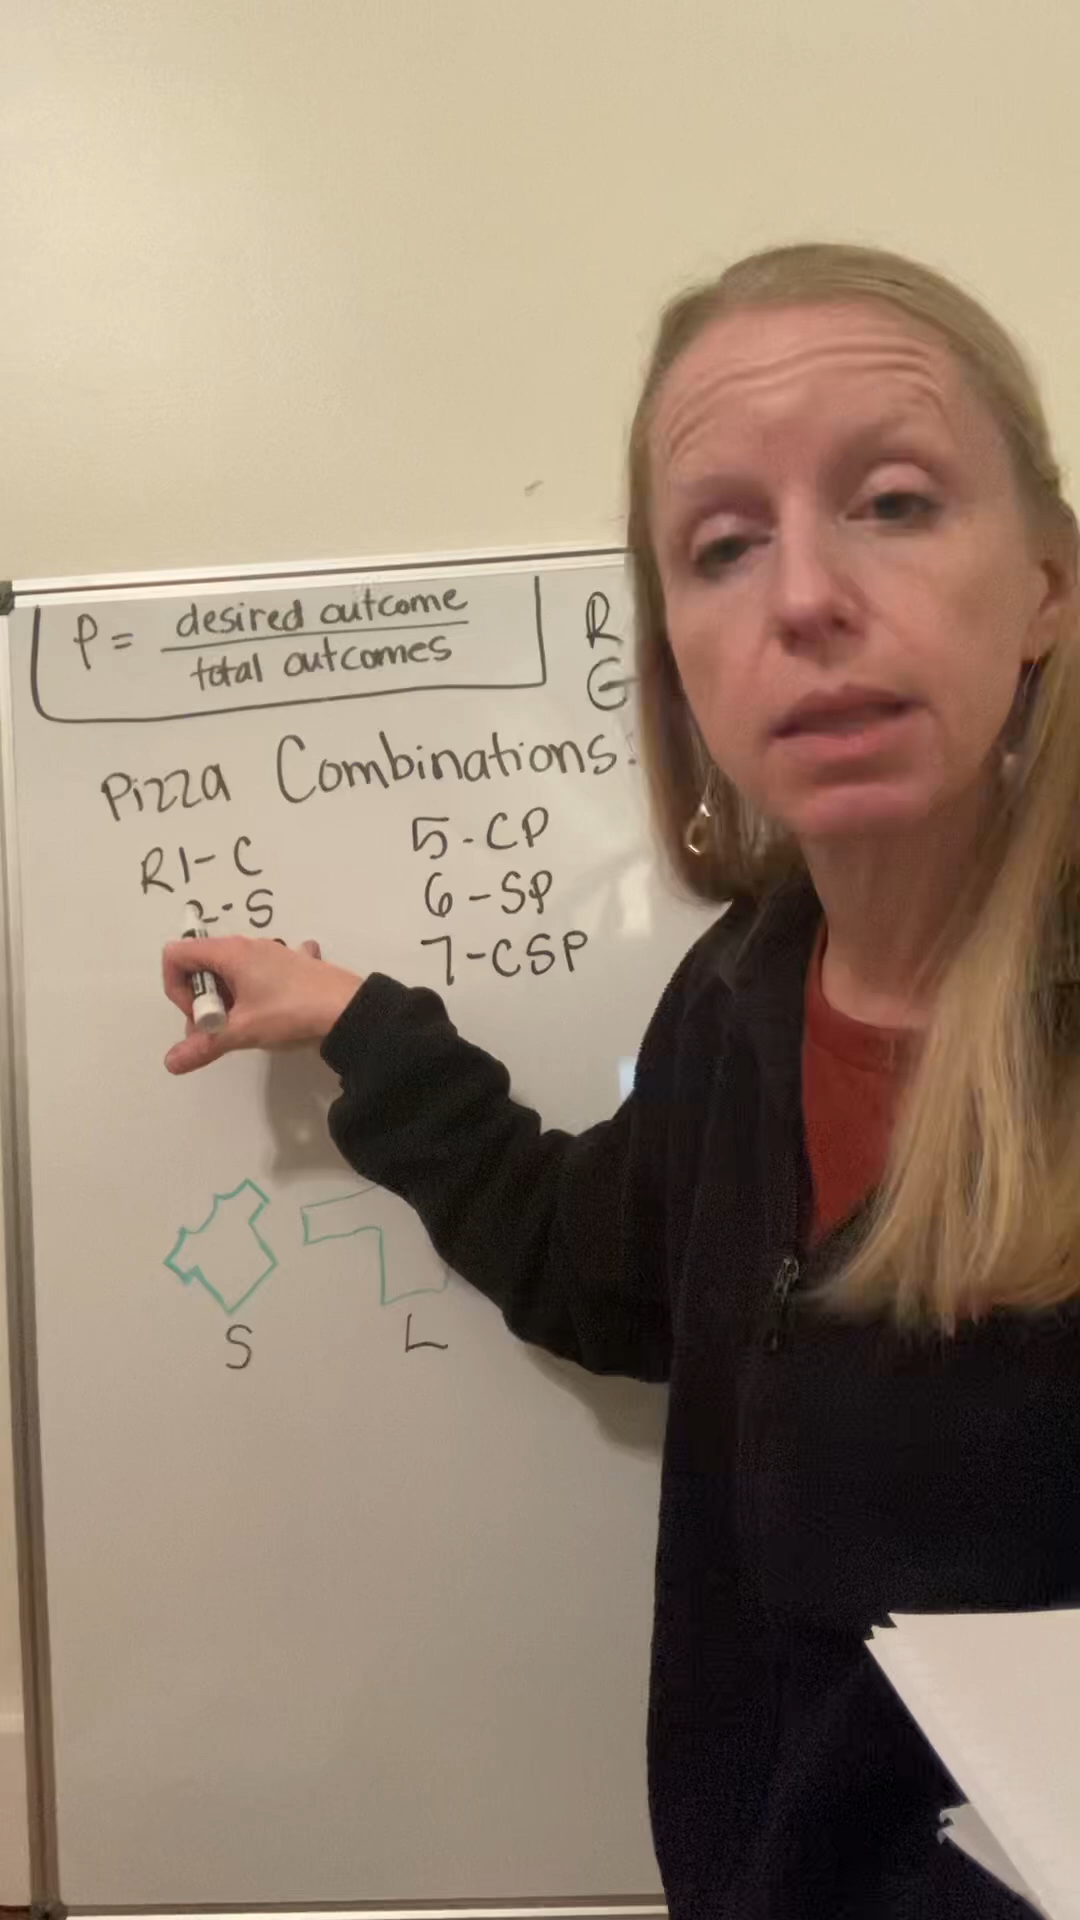 P = desired outcome
total outcomes
R
G
Pizza Combinations!
R1- C
2-S
5-CP
6-SP
7-CSP
S
L